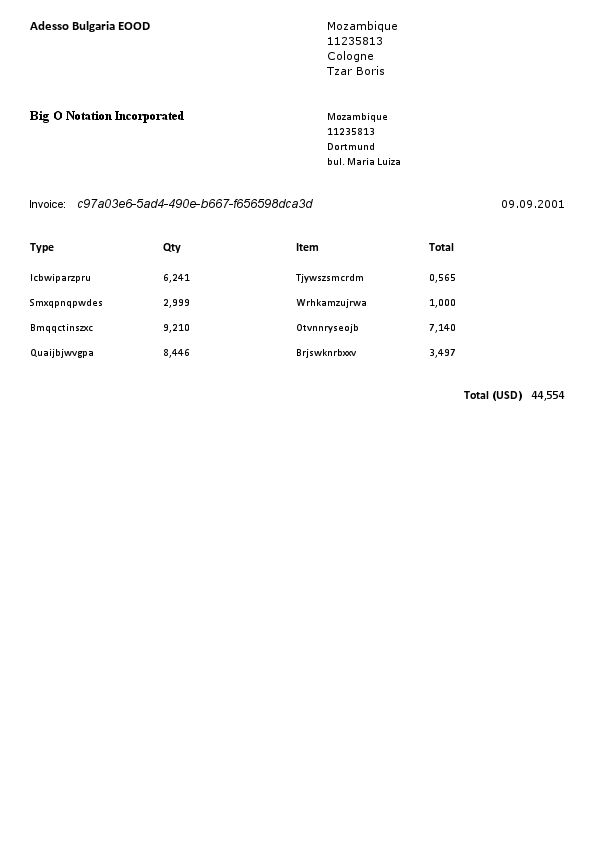 Adesso Bulgaria EOOD
Mozambique
11235813
Cologne
Tzar Boris
Big O Notation Incorporated
Mozambique
11235813
Dortmund
bul. Maria Luiza
Invoice: c97a03e6-5ad4-490e-b667-f656598dca3d 09.09.2001
Type Qty Item Total
Icbwiparzpru 6,241 Tjywszsmcrdm 0,565
Smxqpnqpwdes 2,999 Wrhkamzujrwa 1,000
Bmqqctinszxc 9,210 Otvnnryseojb 7,140
Quaijbjwvgpa 8,446 Brjswknrbxxv 3,497
Total (USD) 44,554